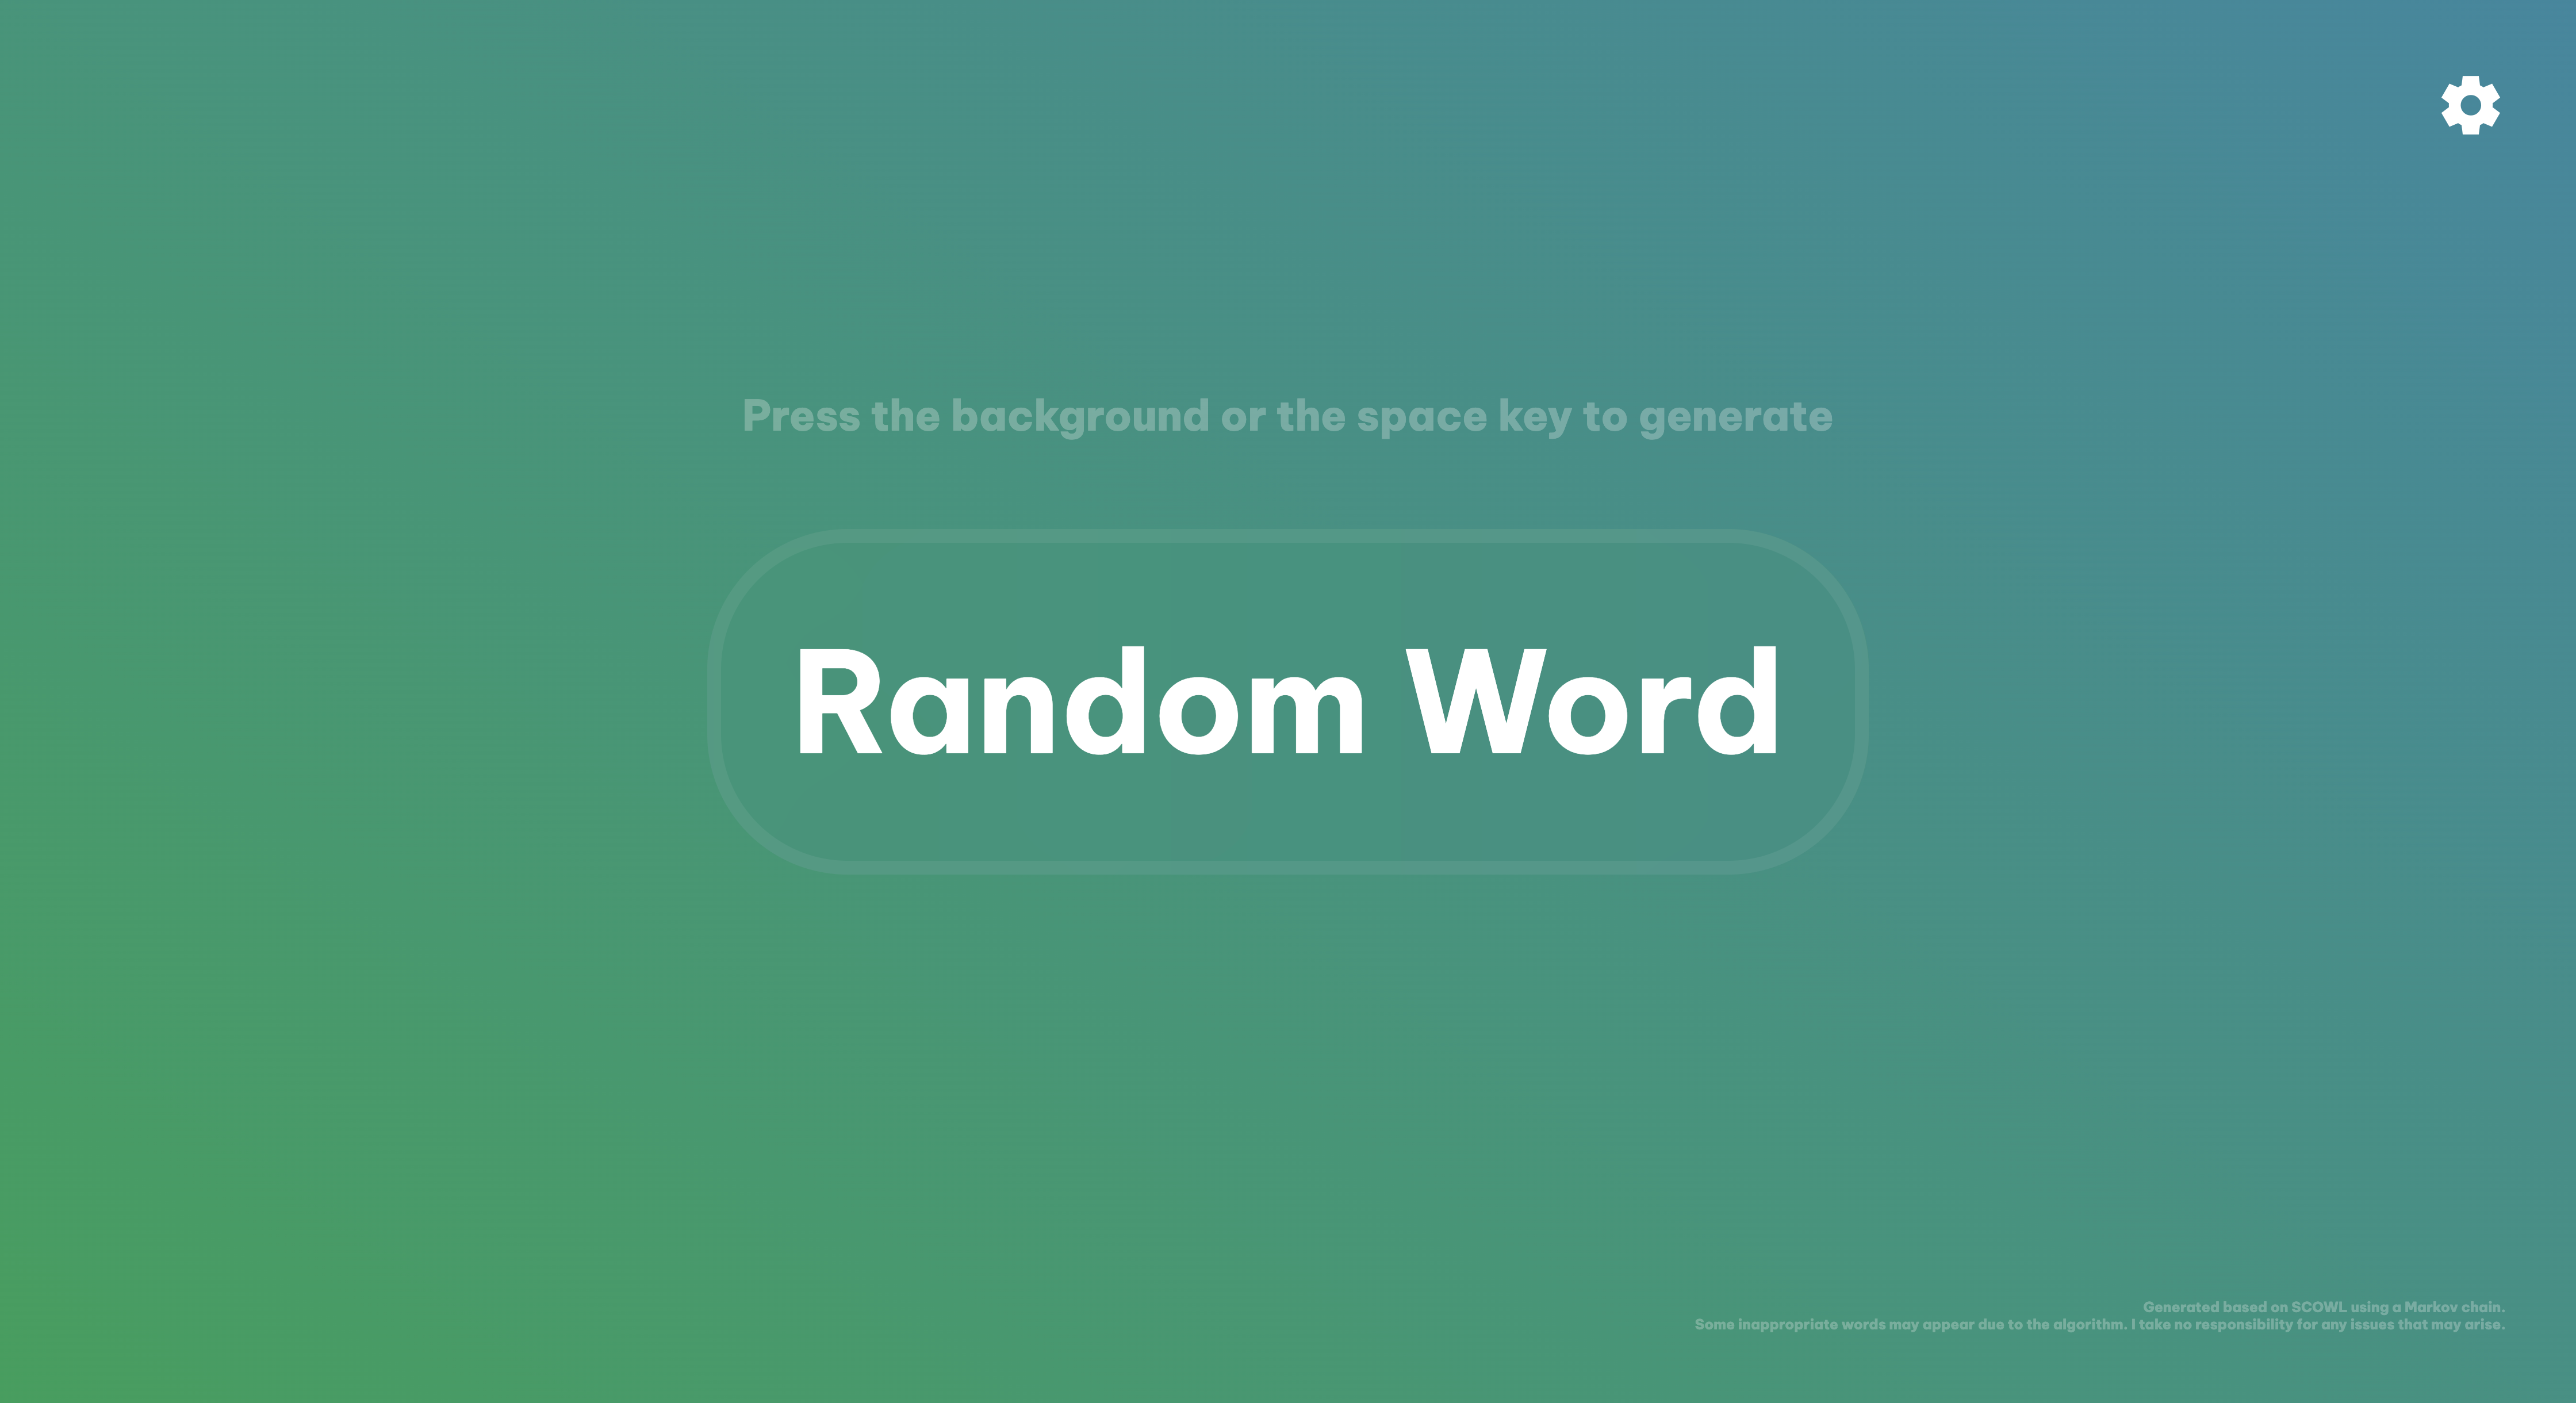 Press the background or the space key to generate
Random Word
Generated based on SCOWL using a Markov chain.
Some inappropriate words may appear due to the algorithm. I take no responsibility for any issues that may arise.